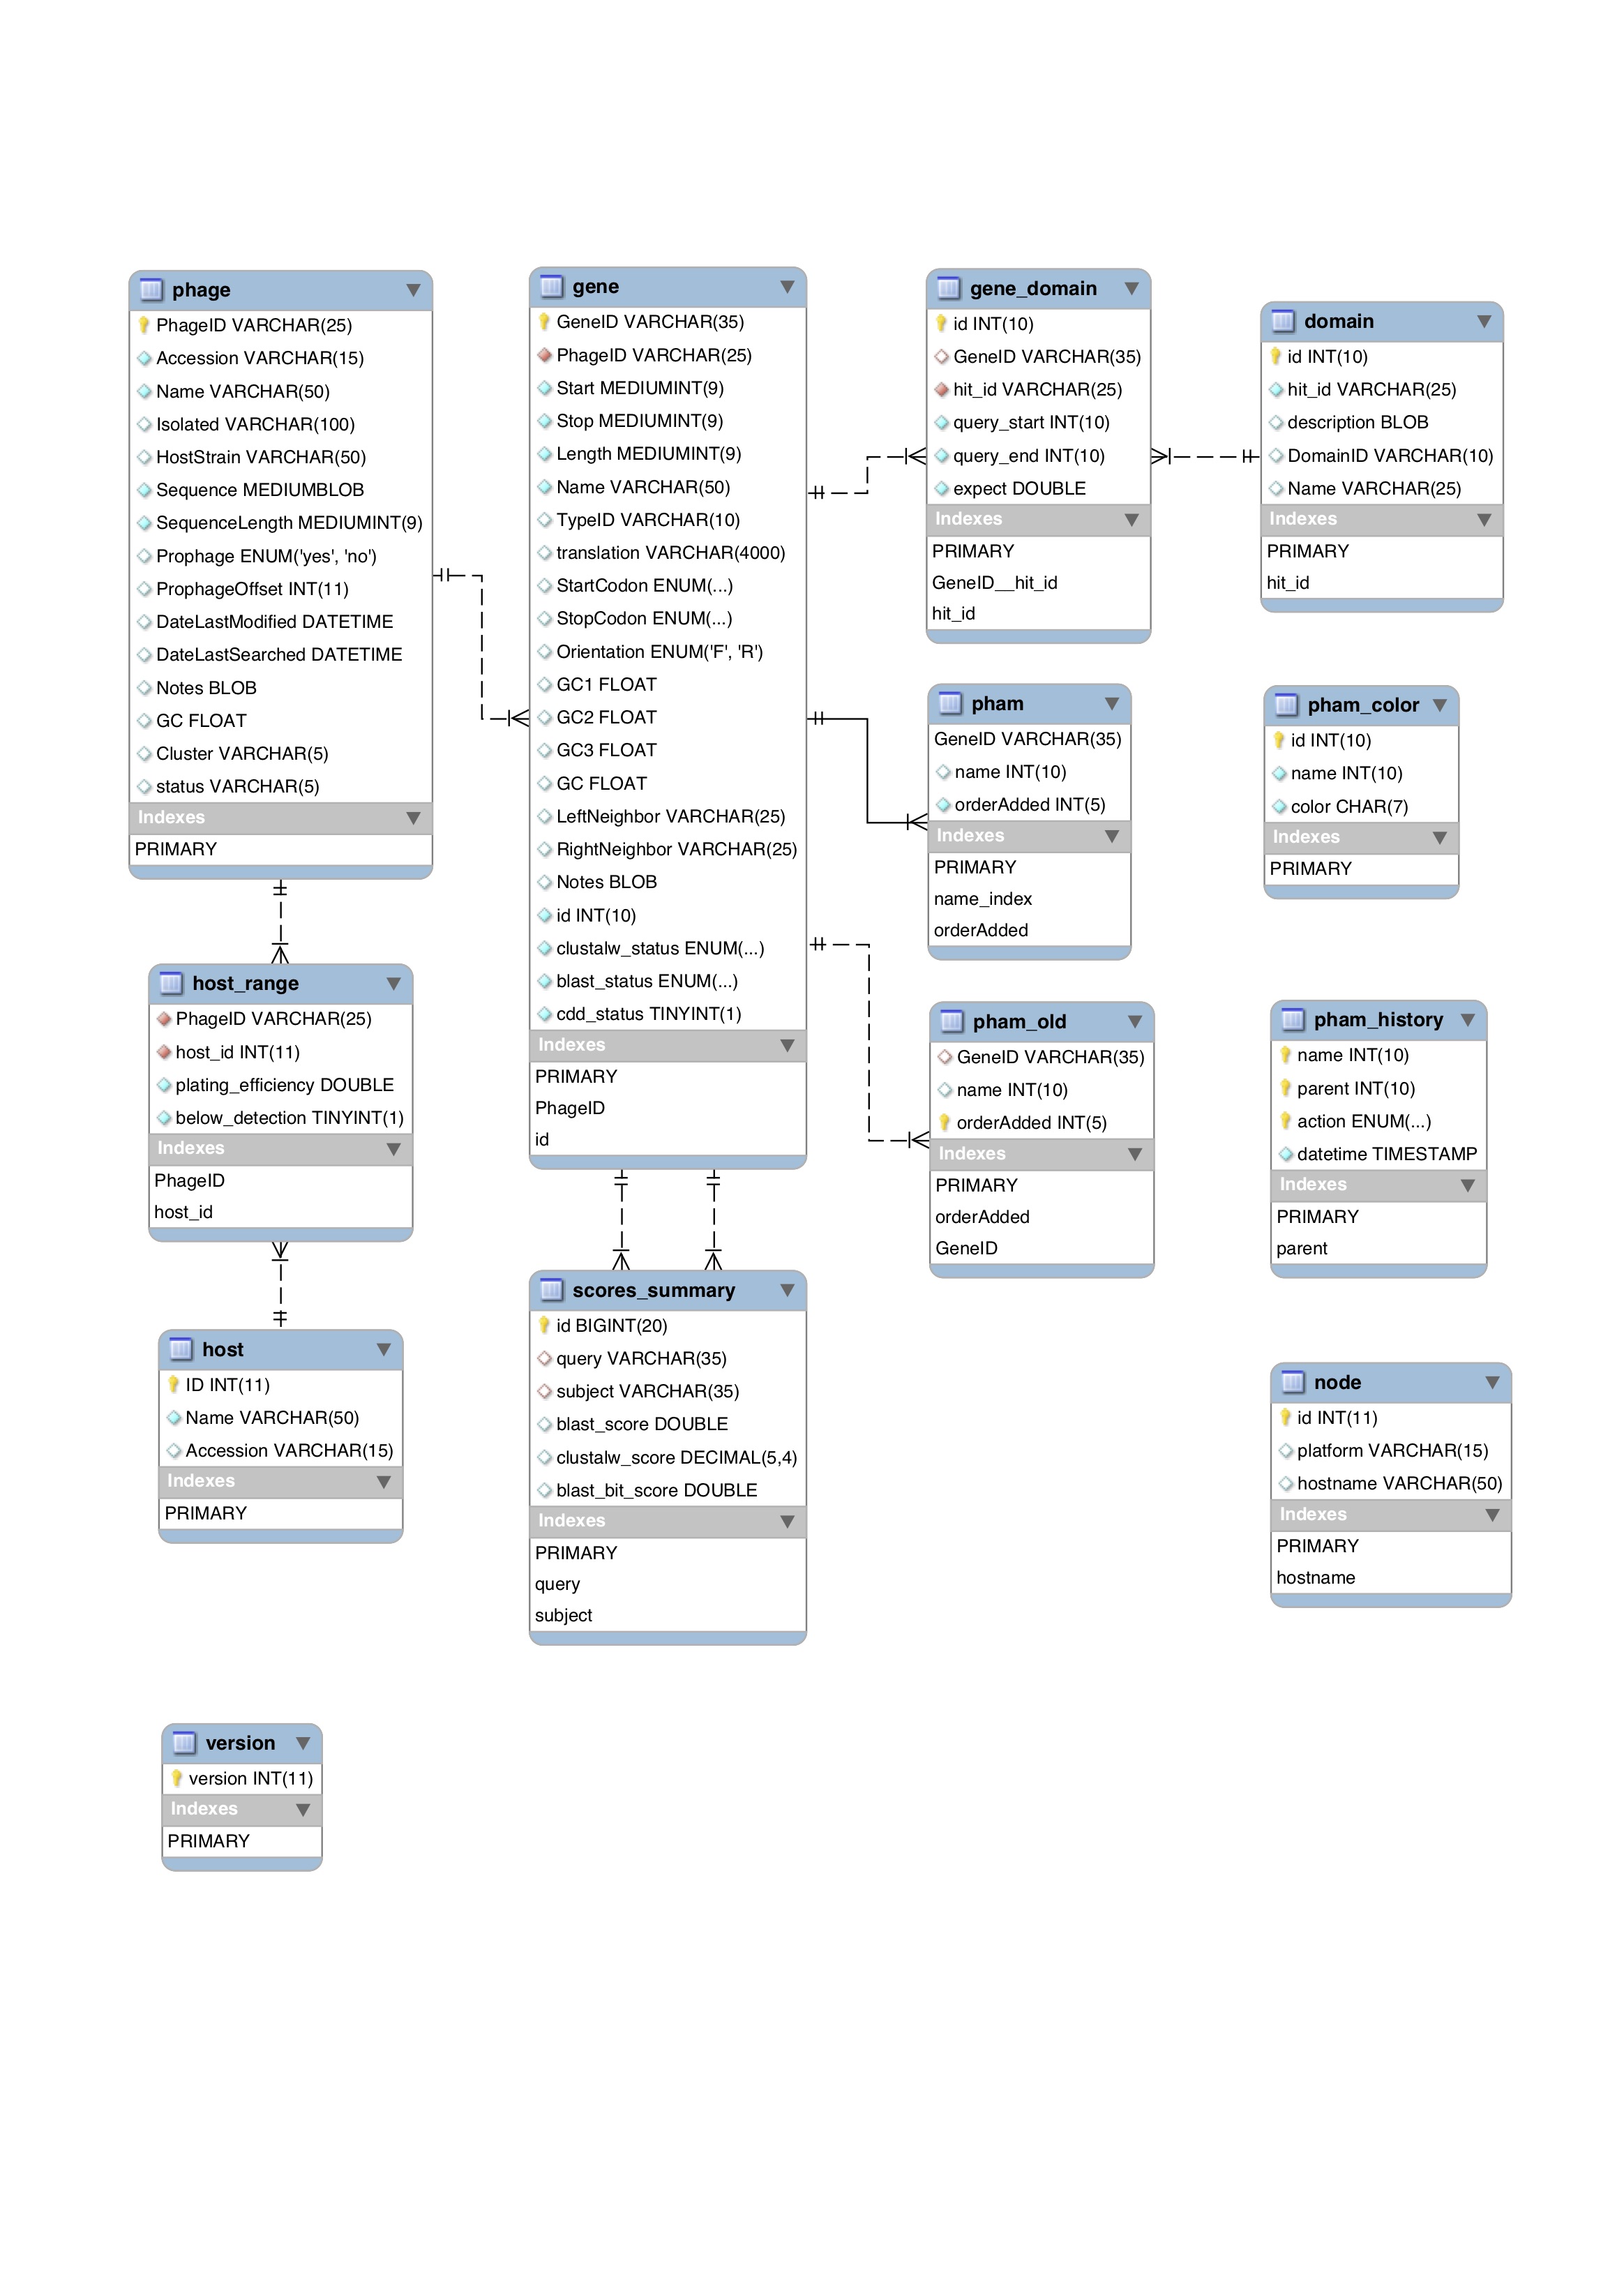 phage
PhageID VARCHAR(25)
Accession VARCHAR(15)
Name VARCHAR(50)
Isolated VARCHAR(100)
HostStrain VARCHAR(50)
Sequence MEDIUMBLOB
SequenceLength MEDIUMINT(9)
Prophage ENUM('yes', 'no')
ProphageOffset INT(11)
DateLastModified DATETIME
DateLastSearched DATETIME
Notes BLOB
GC FLOAT
Cluster VARCHAR(5)
status VARCHAR(5)
Indexes
PRIMARY
host_range
PhageID VARCHAR(25)
host_id INT(11)
plating_efficiency DOUBLE
below_detection TINYINT(1)
Indexes
PhageID
host_id
host
ID INT(11)
Name VARCHAR(50)
Accession VARCHAR(15)
Indexes
PRIMARY
version
version INT(11)
Indexes
PRIMARY
gene
GeneID VARCHAR(35)
PhageID VARCHAR(25)
Start MEDIUMINT(9)
Stop MEDIUMINT(9)
Length MEDIUMINT(9)
Name VARCHAR(50)
TypeID VARCHAR(10)
translation VARCHAR(4000)
StartCodon ENUM(...)
StopCodon ENUM(...)
Orientation ENUM('F', 'R')
GC1 FLOAT
GC2 FLOAT
GC3 FLOAT
GC FLOAT
LeftNeighbor VARCHAR(25)
RightNeighbor VARCHAR(25)
Notes BLOB
id INT(10)
clustalw_status ENUM(...)
blast_status ENUM(...)
cdd_status TINYINT(1)
Indexes
PRIMARY
PhageID
id
scores_summary
id BIGINT(20)
query VARCHAR(35)
subject VARCHAR(35)
blast_score DOUBLE
clustalw_score DECIMAL(5,4)
blast_bit_score DOUBLE
Indexes
PRIMARY
query
subject
gene_domain
id INT(10)
GeneID VARCHAR(35)
hit_id VARCHAR(25)
query_start INT(10)
query_end INT(10)
expect DOUBLE
Indexes
PRIMARY
GeneID__hit_id
hit_id
pham
GeneID VARCHAR(35)
name INT(10)
orderAdded INT(5)
Indexes
PRIMARY
name_index
orderAdded
pham_old
GeneID VARCHAR(35)
name INT(10)
orderAdded INT(5)
Indexes
PRIMARY
orderAdded
GeneID
domain
id INT(10)
hit_id VARCHAR(25)
description BLOB
DomainID VARCHAR(10)
Name VARCHAR(25)
Indexes
PRIMARY
hit_id
pham_color
id INT(10)
name INT(10)
color CHAR(7)
Indexes
PRIMARY
pham_history
name INT(10)
parent INT(10)
action ENUM(...)
datetime TIMESTAMP
Indexes
PRIMARY
parent
node
id INT(11)
platform VARCHAR(15)
hostname VARCHAR(50)
Indexes
PRIMARY
hostname